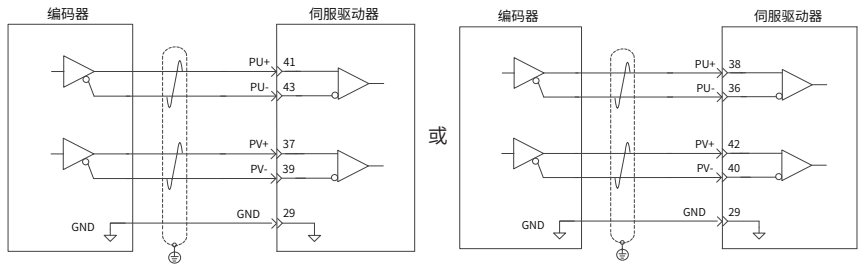 编码器
伺服驱动器
PU+ 41
PU- 43
PV+ 37
PV- 39
GND GND 29
或
编码器
伺服驱动器
PU+ 38
PU- 36
PV+ 42
PV- 40
GND GND 29